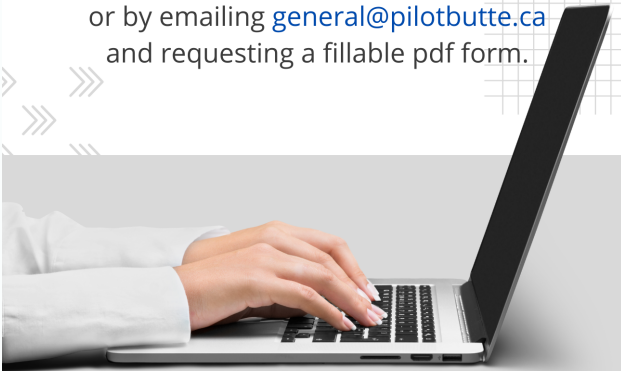 or by emailing general@pilotbutte.ca
and requesting a fillable pdf form.